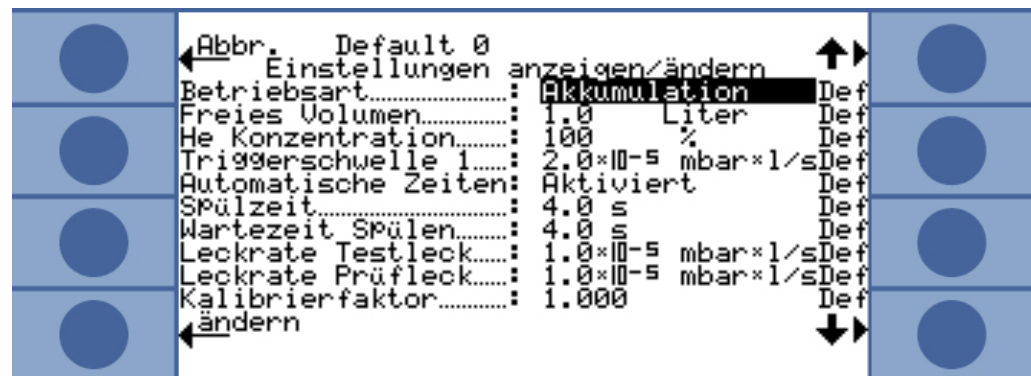 Abbr. Default 0
Einstellungen anzeigen/ändern
Betriebsart........: Akkumulation Def
Freies Volumen........: 1.0 Liter Def
He Konzentration........: 100 % Def
Triggerschwelle 1.....: 2.0×10⁻⁵ mbar×l/sDef
Automatische Zeiten: Aktiviert Def
Spülzeit........: 4.0 s Def
Wartezeit Spülen........: 4.0 s Def
Leckrate Testleck.....: 1.0×10⁻⁵ mbar×l/sDef
Leckrate Prüfleck.....: 1.0×10⁻⁵ mbar×l/sDef
Kalibrierfaktor........: 1.000 Def
ändern